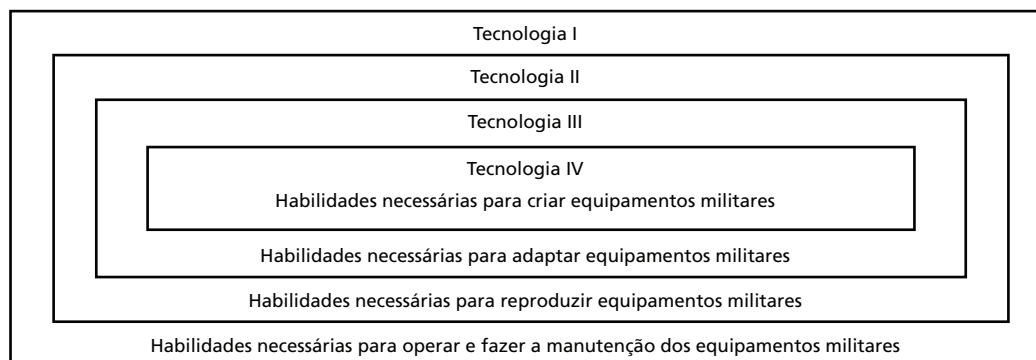 Tecnologia I
Tecnologia II
Tecnologia III
Tecnologia IV
Habilidades necessárias para criar equipamentos militares
Habilidades necessárias para adaptar equipamentos militares
Habilidades necessárias para reproduzir equipamentos militares
Habilidades necessárias para operar e fazer a manutenção dos equipamentos militares